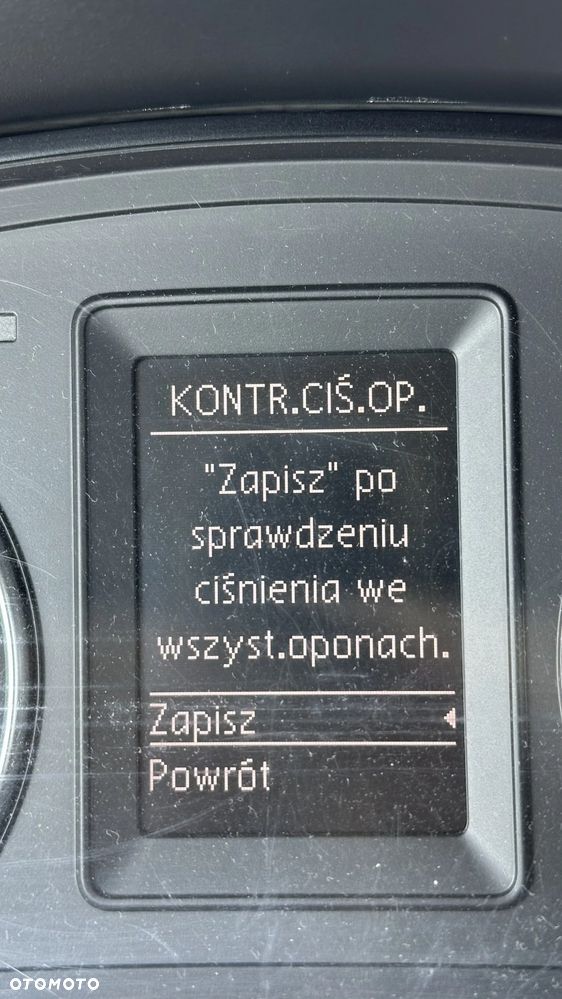 KONTR.CIŚ.OP.
"Zapisz" po
sprawdzeniu
ciśnienia we
wszyst.oponach.
Zapisz
Powrót
OTOMOTO